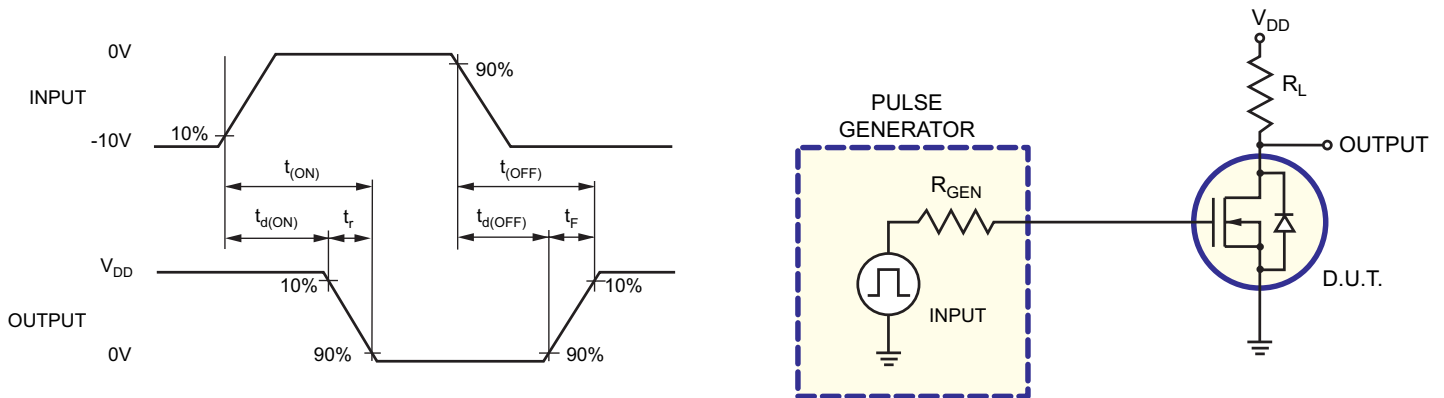 0V
INPUT
-10V
10%
90%
t(ON)
t(OFF)
td(ON)
tr
td(OFF)
tF
VDD
OUTPUT
0V
10%
90%
90%
10%
PULSE
GENERATOR
RGEN
INPUT
VDD
RL
OUTPUT
D.U.T.